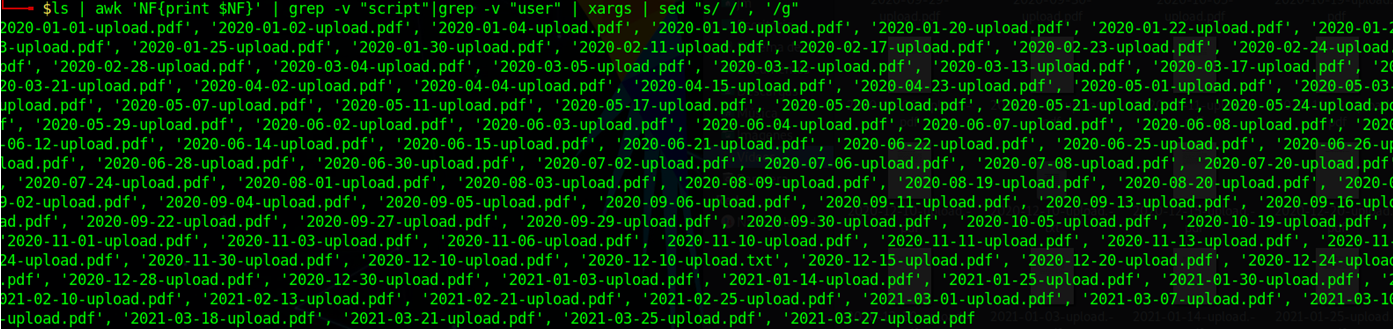 $ls | awk 'NF{print $NF}' | grep -v "script"|grep -v "user" | xargs | sed "s/ /', '/g"
2020-01-01-upload.pdf', '2020-01-02-upload.pdf', '2020-01-04-upload.pdf', '2020-01-10-upload.pdf', '2020-01-20-upload.pdf', '2020-01-22-upload.pdf', '2020-01-2
3-upload.pdf', '2020-01-25-upload.pdf', '2020-01-30-upload.pdf', '2020-02-11-upload.pdf', '2020-02-17-upload.pdf', '2020-02-23-upload.pdf', '2020-02-24-upload.
pdf', '2020-02-28-upload.pdf', '2020-03-04-upload.pdf', '2020-03-05-upload.pdf', '2020-03-12-upload.pdf', '2020-03-13-upload.pdf', '2020-03-17-upload.pdf', '20
20-03-21-upload.pdf', '2020-04-02-upload.pdf', '2020-04-04-upload.pdf', '2020-04-15-upload.pdf', '2020-04-23-upload.pdf', '2020-05-01-upload.pdf', '2020-05-03-
upload.pdf', '2020-05-07-upload.pdf', '2020-05-11-upload.pdf', '2020-05-17-upload.pdf', '2020-05-20-upload.pdf', '2020-05-21-upload.pdf', '2020-05-24-upload.pd
f', '2020-05-29-upload.pdf', '2020-06-02-upload.pdf', '2020-06-03-upload.pdf', '2020-06-04-upload.pdf', '2020-06-07-upload.pdf', '2020-06-08-upload.pdf', '2020
-06-12-upload.pdf', '2020-06-14-upload.pdf', '2020-06-15-upload.pdf', '2020-06-21-upload.pdf', '2020-06-22-upload.pdf', '2020-06-25-upload.pdf', '2020-06-26-up
load.pdf', '2020-06-28-upload.pdf', '2020-06-30-upload.pdf', '2020-07-02-upload.pdf', '2020-07-06-upload.pdf', '2020-07-08-upload.pdf', '2020-07-20-upload.pdf'
, '2020-07-24-upload.pdf', '2020-08-01-upload.pdf', '2020-08-03-upload.pdf', '2020-08-09-upload.pdf', '2020-08-19-upload.pdf', '2020-08-20-upload.pdf', '2020-0
9-02-upload.pdf', '2020-09-04-upload.pdf', '2020-09-05-upload.pdf', '2020-09-06-upload.pdf', '2020-09-11-upload.pdf', '2020-09-13-upload.pdf', '2020-09-16-uplo
ad.pdf', '2020-09-22-upload.pdf', '2020-09-27-upload.pdf', '2020-09-29-upload.pdf', '2020-09-30-upload.pdf', '2020-10-05-upload.pdf', '2020-10-19-upload.pdf',
'2020-11-01-upload.pdf', '2020-11-03-upload.pdf', '2020-11-06-upload.pdf', '2020-11-10-upload.pdf', '2020-11-11-upload.pdf', '2020-11-13-upload.pdf', '2020-11-
24-upload.pdf', '2020-11-30-upload.pdf', '2020-12-10-upload.pdf', '2020-12-10-upload.txt', '2020-12-15-upload.pdf', '2020-12-20-upload.pdf', '2020-12-24-upload
.pdf', '2020-12-28-upload.pdf', '2020-12-30-upload.pdf', '2021-01-03-upload.pdf', '2021-01-14-upload.pdf', '2021-01-25-upload.pdf', '2021-01-30-upload.pdf', '2
021-02-10-upload.pdf', '2021-02-13-upload.pdf', '2021-02-21-upload.pdf', '2021-02-25-upload.pdf', '2021-03-01-upload.pdf', '2021-03-07-upload.pdf', '2021-03-10
-upload.pdf', '2021-03-18-upload.pdf', '2021-03-21-upload.pdf', '2021-03-25-upload.pdf', '2021-03-27-upload.pdf